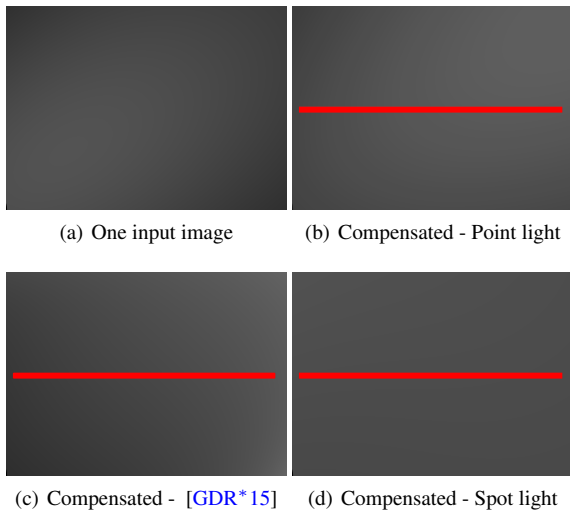 (a) One input image
(b) Compensated - Point light
(c) Compensated - [GDR*15]
(d) Compensated - Spot light